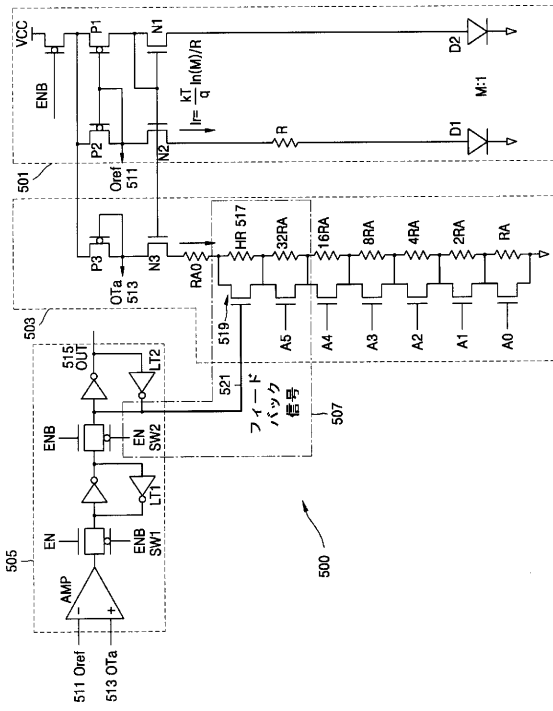 501
VCC
ENB
P1
P2
Oref
511
N1
N2
Ir= kT/q ln(M)/R
R
D1
D2
M:1
503
P3
OTa
513
N3
RA0
HR 517
519
32RA
16RA
8RA
4RA
2RA
RA
A5
A4
A3
A2
A1
A0
521
フィード
バック
信号
507
505
515
OUT
LT2
ENB
EN
SW2
LT1
EN
ENB
SW1
AMP
-
+
511 Oref
513 OTa
500